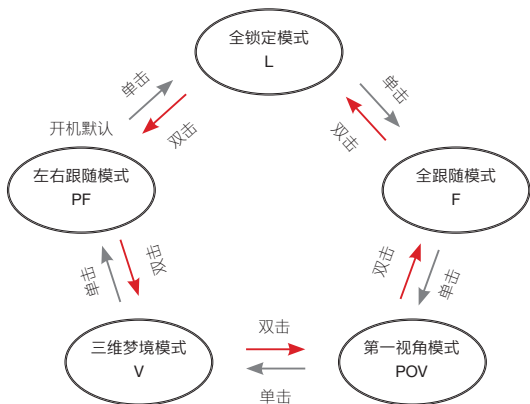 全锁定模式
L
单击
双击
单击
双击
开机默认
左右跟随模式
PF
全跟随模式
F
单击
双击
双击
单击
三维梦境模式
V
双击
单击
第一视角模式
POV